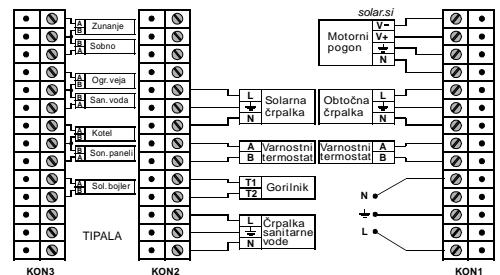 solar.si
A
B
Zunanje
A
B
Sobno
A
B
Ogr. veja
A
B
San. voda
A
B
Kotel
A
B
Son. paneli
A
B
Sol. bojler
TIPALA
L
N
Solarna
črpalka
A
B
Varnostni
termostat
T1
T2
Gorilnik
L
N
Črpalka
sanitarne
vode
Motorni
pogon
V−
V+
N
Obtočna
črpalka
L
N
Varnostni
termostat
A
B
N
L
KON3
KON2
KON1